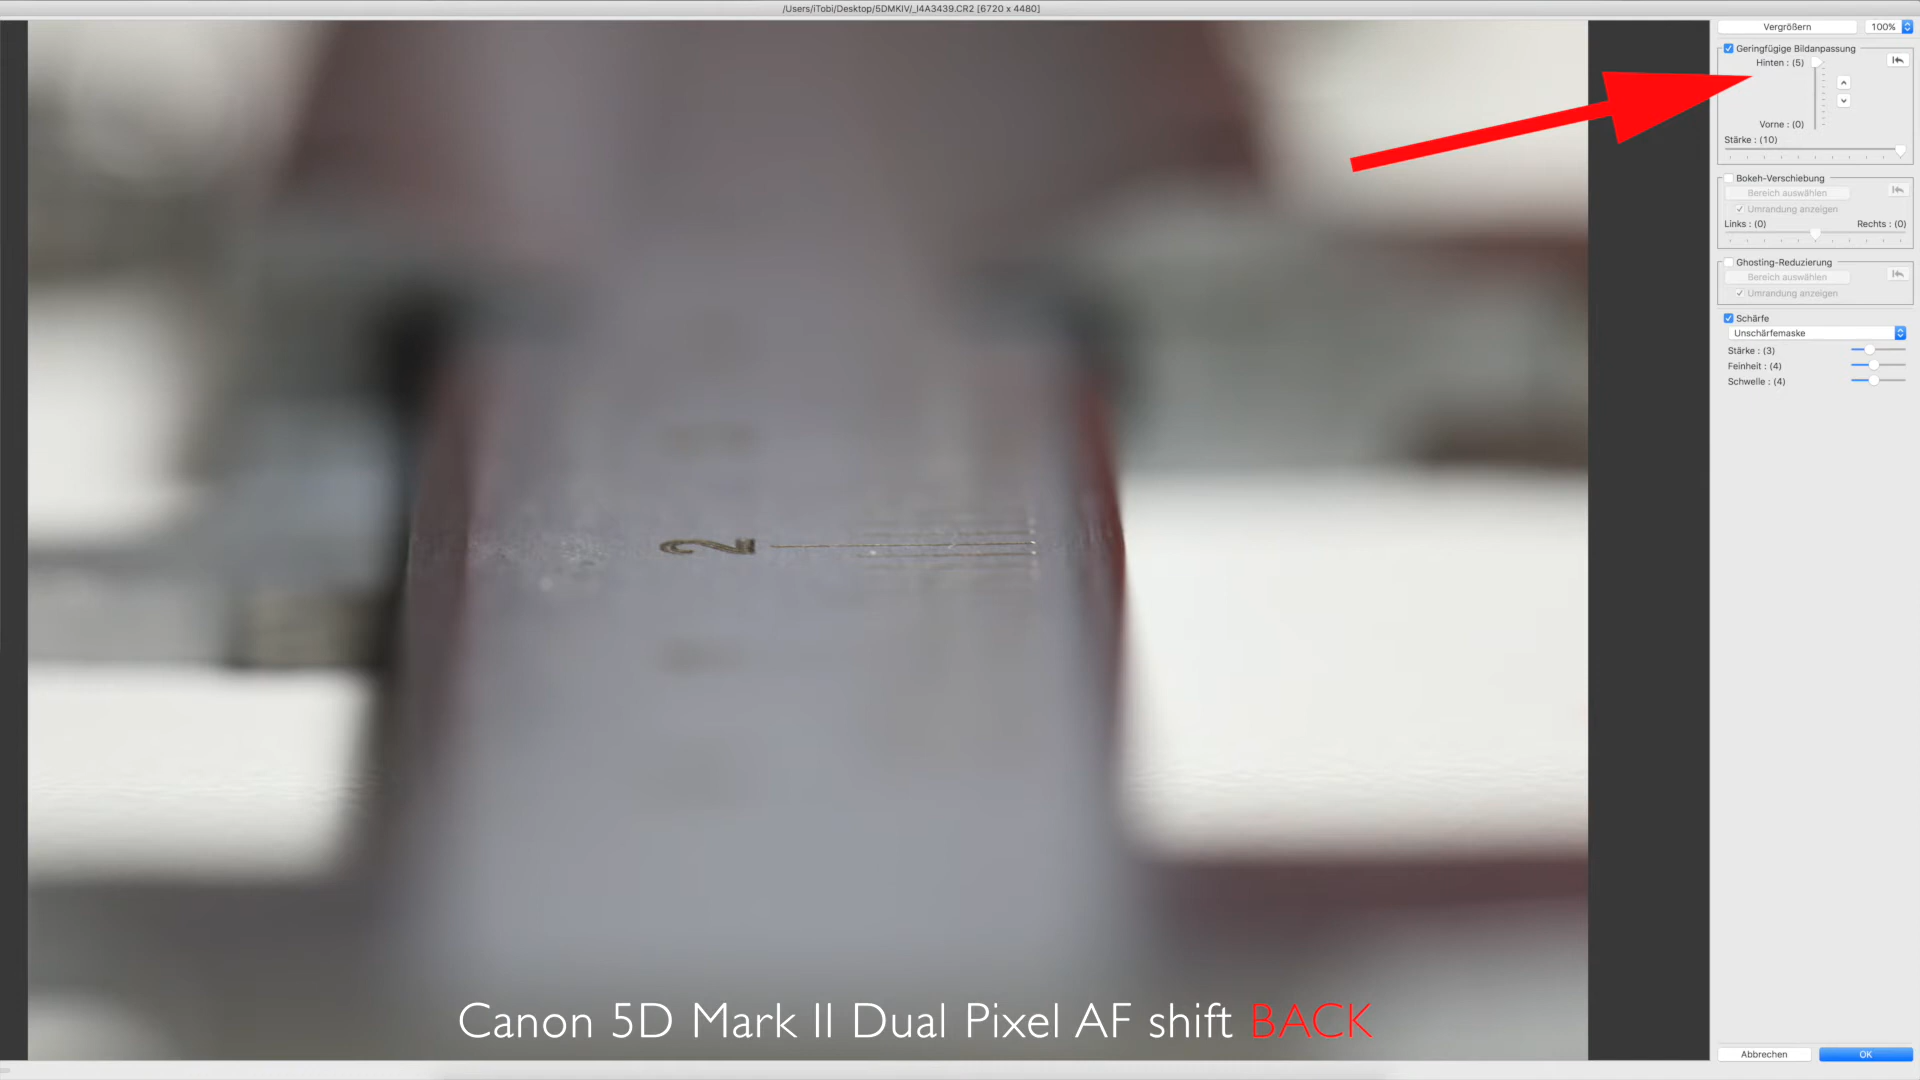 /Users/iTobi/Desktop/5DMKIV/_I4A3439.CR2 [6720 x 4480]
Vergrößern
100%
Geringfügige Bildanpassung
Hinten : (5)
Vorne : (0)
Stärke : (10)
Bokeh-Verschiebung
Bereich auswählen
Umrandung anzeigen
Links : (0)
Rechts : (0)
Ghosting-Reduzierung
Bereich auswählen
Umrandung anzeigen
Schärfe
Unschärfemaske
Stärke : (3)
Feinheit : (4)
Schwelle : (4)
2
Canon 5D Mark II Dual Pixel AF shift BACK
Abbrechen
OK